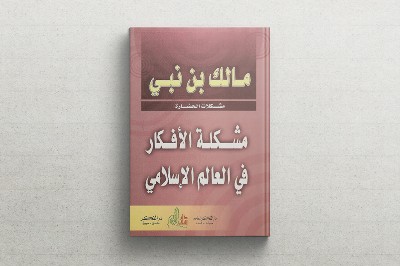 مالك بن نبي
مشكلات الحضارة
مشكلة الأفكار
في العالم الإسلامي